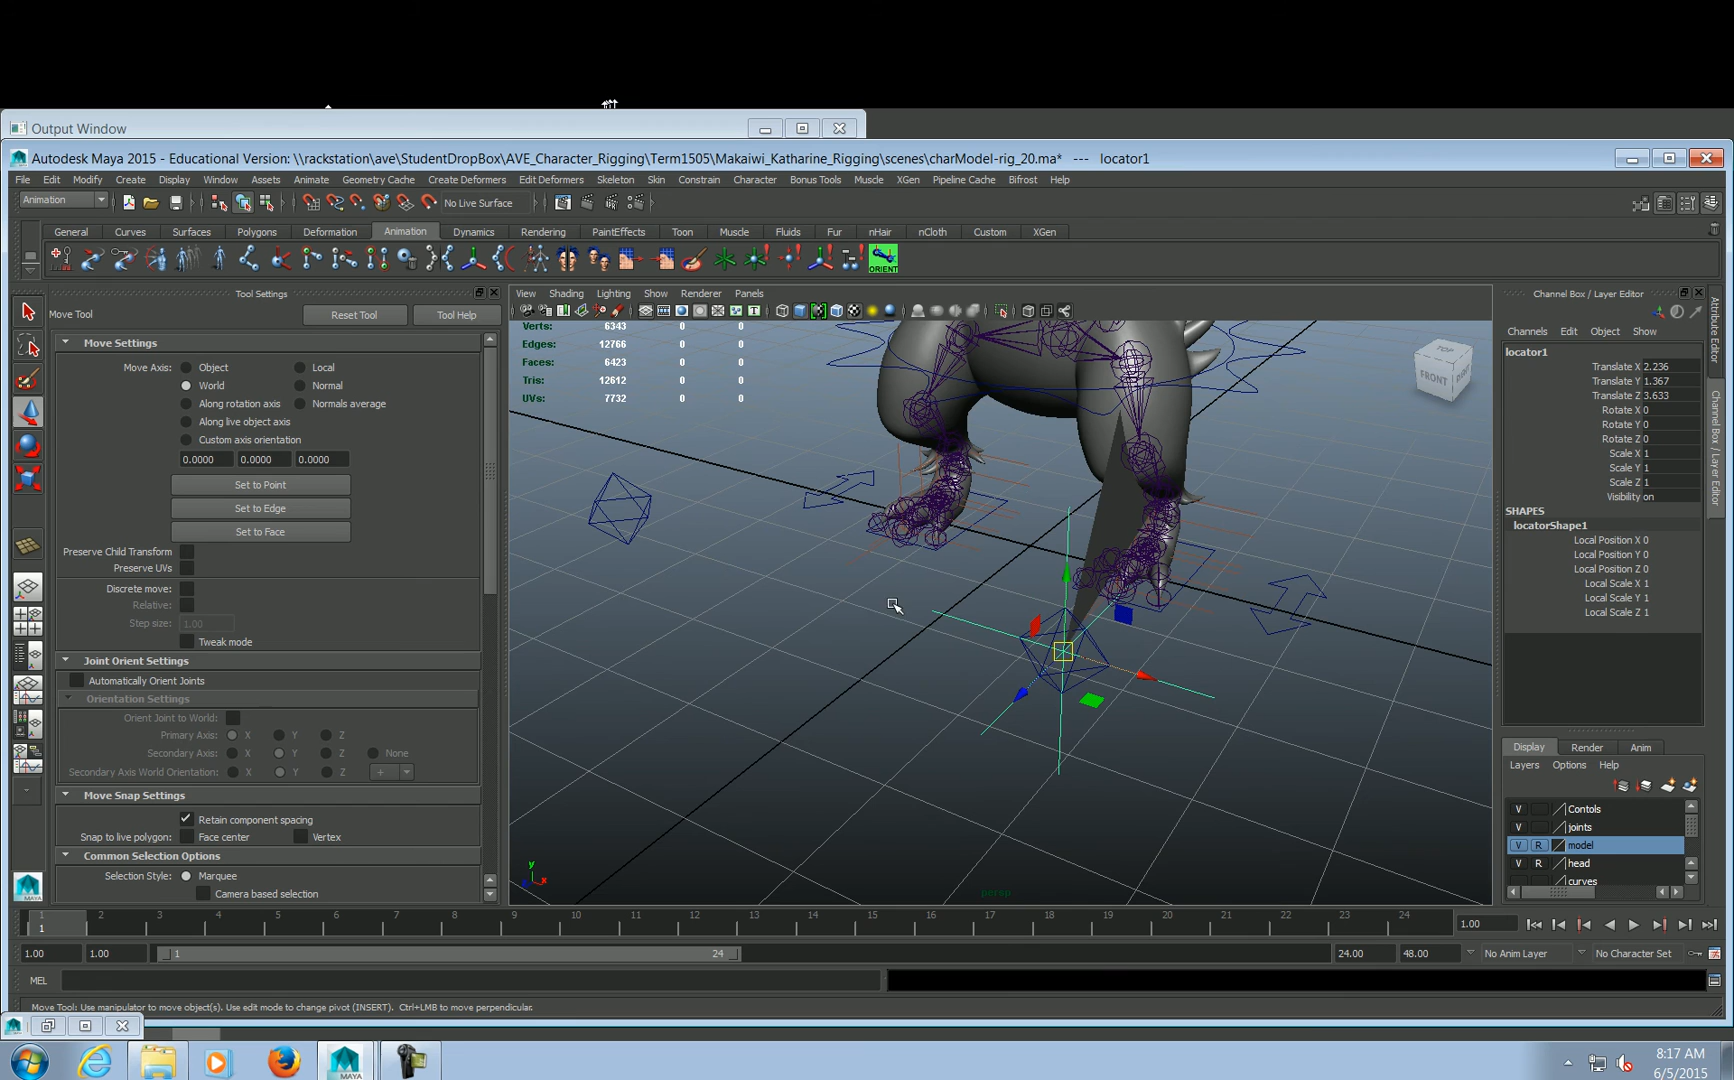 Output Window
Autodesk Maya 2015 - Educational Version: \\rackstation\ave\StudentDropBox\AVE_Character_Rigging\Term1505\Makaiwi_Katharine_Rigging\scenes\charModel-rig_20.ma* --- locator1
File Edit Modify Create Display Window Assets Animate Geometry Cache Create Deformers Edit Deformers Skeleton Skin Constrain Character Bonus Tools Muscle XGen Pipeline Cache Bifrost Help
Animation No Live Surface
General Curves Surfaces Polygons Deformation Animation Dynamics Rendering PaintEffects Toon Muscle Fluids Fur nHair nCloth Custom XGen
ORIENT
Tool Settings
Move Tool Reset Tool Tool Help
Move Settings
Move Axis: Object Local
World Normal
Along rotation axis Normals average
Along live object axis
Custom axis orientation
0.0000 0.0000 0.0000
Set to Point
Set to Edge
Set to Face
Preserve Child Transform
Preserve UVs
Discrete move:
Relative:
Step size: 1.00
Tweak mode
Joint Orient Settings
Automatically Orient Joints
Orientation Settings
Orient Joint to World:
Primary Axis: X Y Z
Secondary Axis: X Y Z None
Secondary Axis World Orientation: X Y Z +
Move Snap Settings
Retain component spacing
Snap to live polygon: Face center Vertex
Common Selection Options
Selection Style: Marquee
Camera based selection
View Shading Lighting Show Renderer Panels
Verts: 6343 0 0
Edges: 12766 0 0
Faces: 6423 0 0
Tris: 12612 0 0
UVs: 7732 0 0
TOP
FRONT RIGHT
y
x
persp
Channel Box / Layer Editor
Channels Edit Object Show
locator1
Translate X 2.236
Translate Y 1.367
Translate Z 3.633
Rotate X 0
Rotate Y 0
Rotate Z 0
Scale X 1
Scale Y 1
Scale Z 1
Visibility on
SHAPES
locatorShape1
Local Position X 0
Local Position Y 0
Local Position Z 0
Local Scale X 1
Local Scale Y 1
Local Scale Z 1
Attribute Editor
Channel Box / Layer Editor
Display Render Anim
Layers Options Help
V Contols
V joints
V R model
V R head
curves
1 2 3 4 5 6 7 8 9 10 11 12 13 14 15 16 17 18 19 20 21 22 23 24
1 1.00
1.00 1.00 1 24 24.00 48.00 No Anim Layer No Character Set
MEL
Move Tool: Use manipulator to move object(s). Use edit mode to change pivot (INSERT). Ctrl+LMB to move perpendicular.
MAYA
8:17 AM
6/5/2015